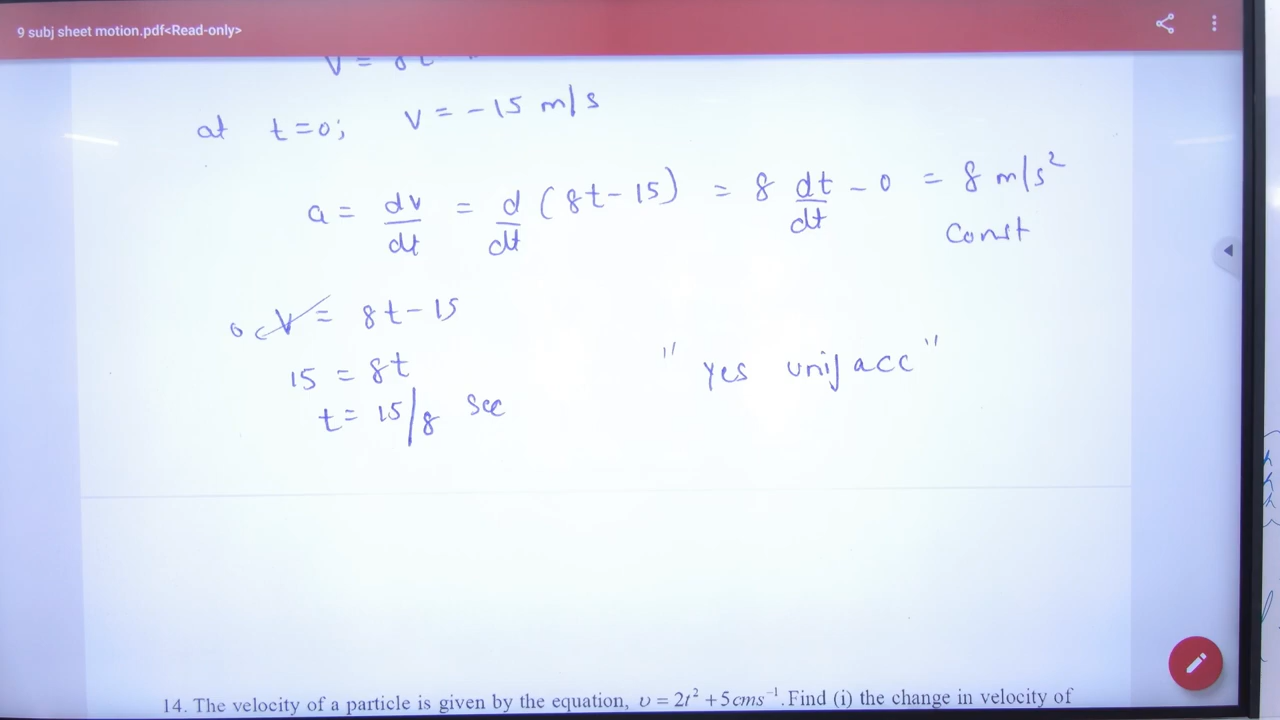 9 subj sheet motion.pdf<Read-only>
at t=0; v = -15 m/s
a = dv/dt = d/dt (8t-15) = 8 dt/dt - 0 = 8 m/s²
const
0 ← v = 8t-15
15 = 8t
t = 15/8 sec
" yes unif acc "
14. The velocity of a particle is given by the equation, υ = 2t² + 5cms⁻¹. Find (i) the change in velocity of